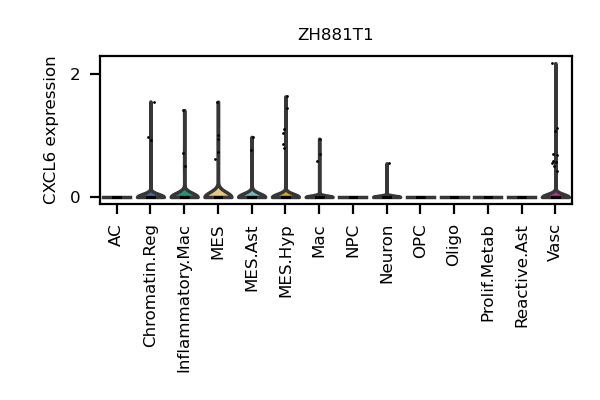 ZH881T1
CXCL6 expression
2
0
AC
Chromatin.Reg
Inflammatory.Mac
MES
MES.Ast
MES.Hyp
Mac
NPC
Neuron
OPC
Oligo
Prolif.Metab
Reactive.Ast
Vasc